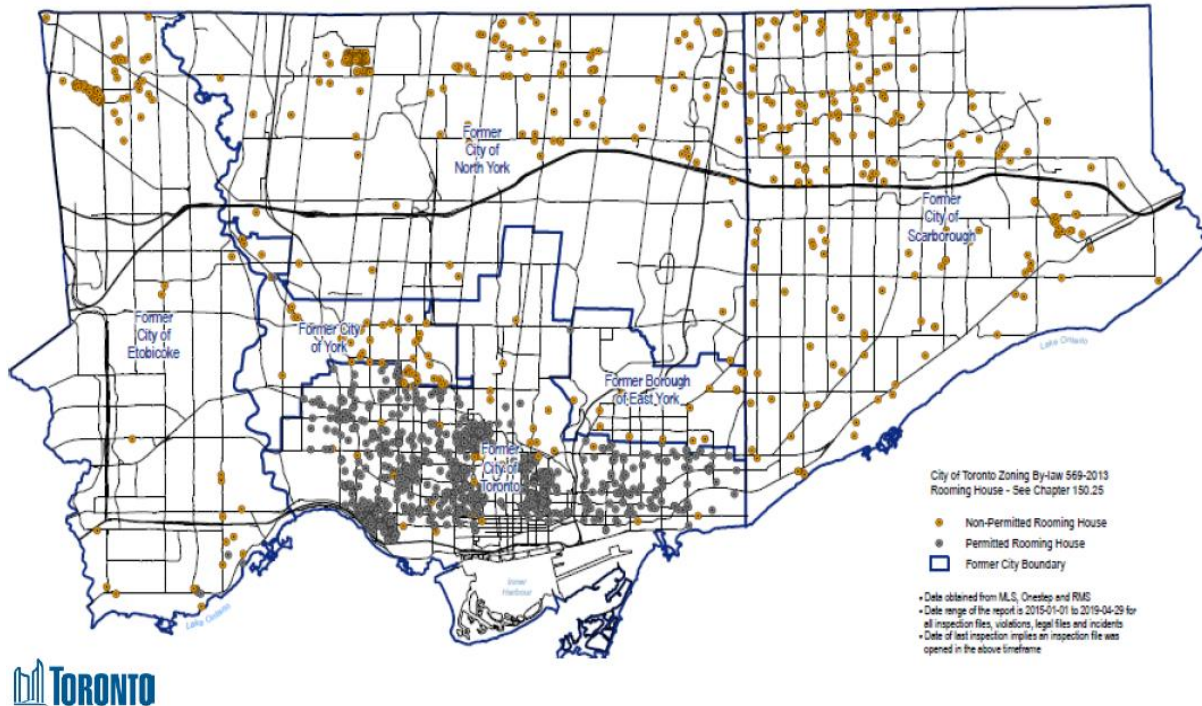 Former
City of
North York
Former
City of
Scarborough
Former
City of
Etobicoke
Former City
of York
Lake Ontario
Former Borough
of East York
Former
City of
Toronto
Inner
Harbour
Lake Ontario
City of Toronto Zoning By-law 569-2013
Rooming House - See Chapter 150.25
Non-Permitted Rooming House
Permitted Rooming House
Former City Boundary
• Data obtained from MLS, Onestep and RMS
• Date range of the report is 2015-01-01 to 2019-04-29 for
all inspection files, violations, legal files and incidents
• Date of last inspection implies an inspection file was
opened in the above timeframe
TORONTO